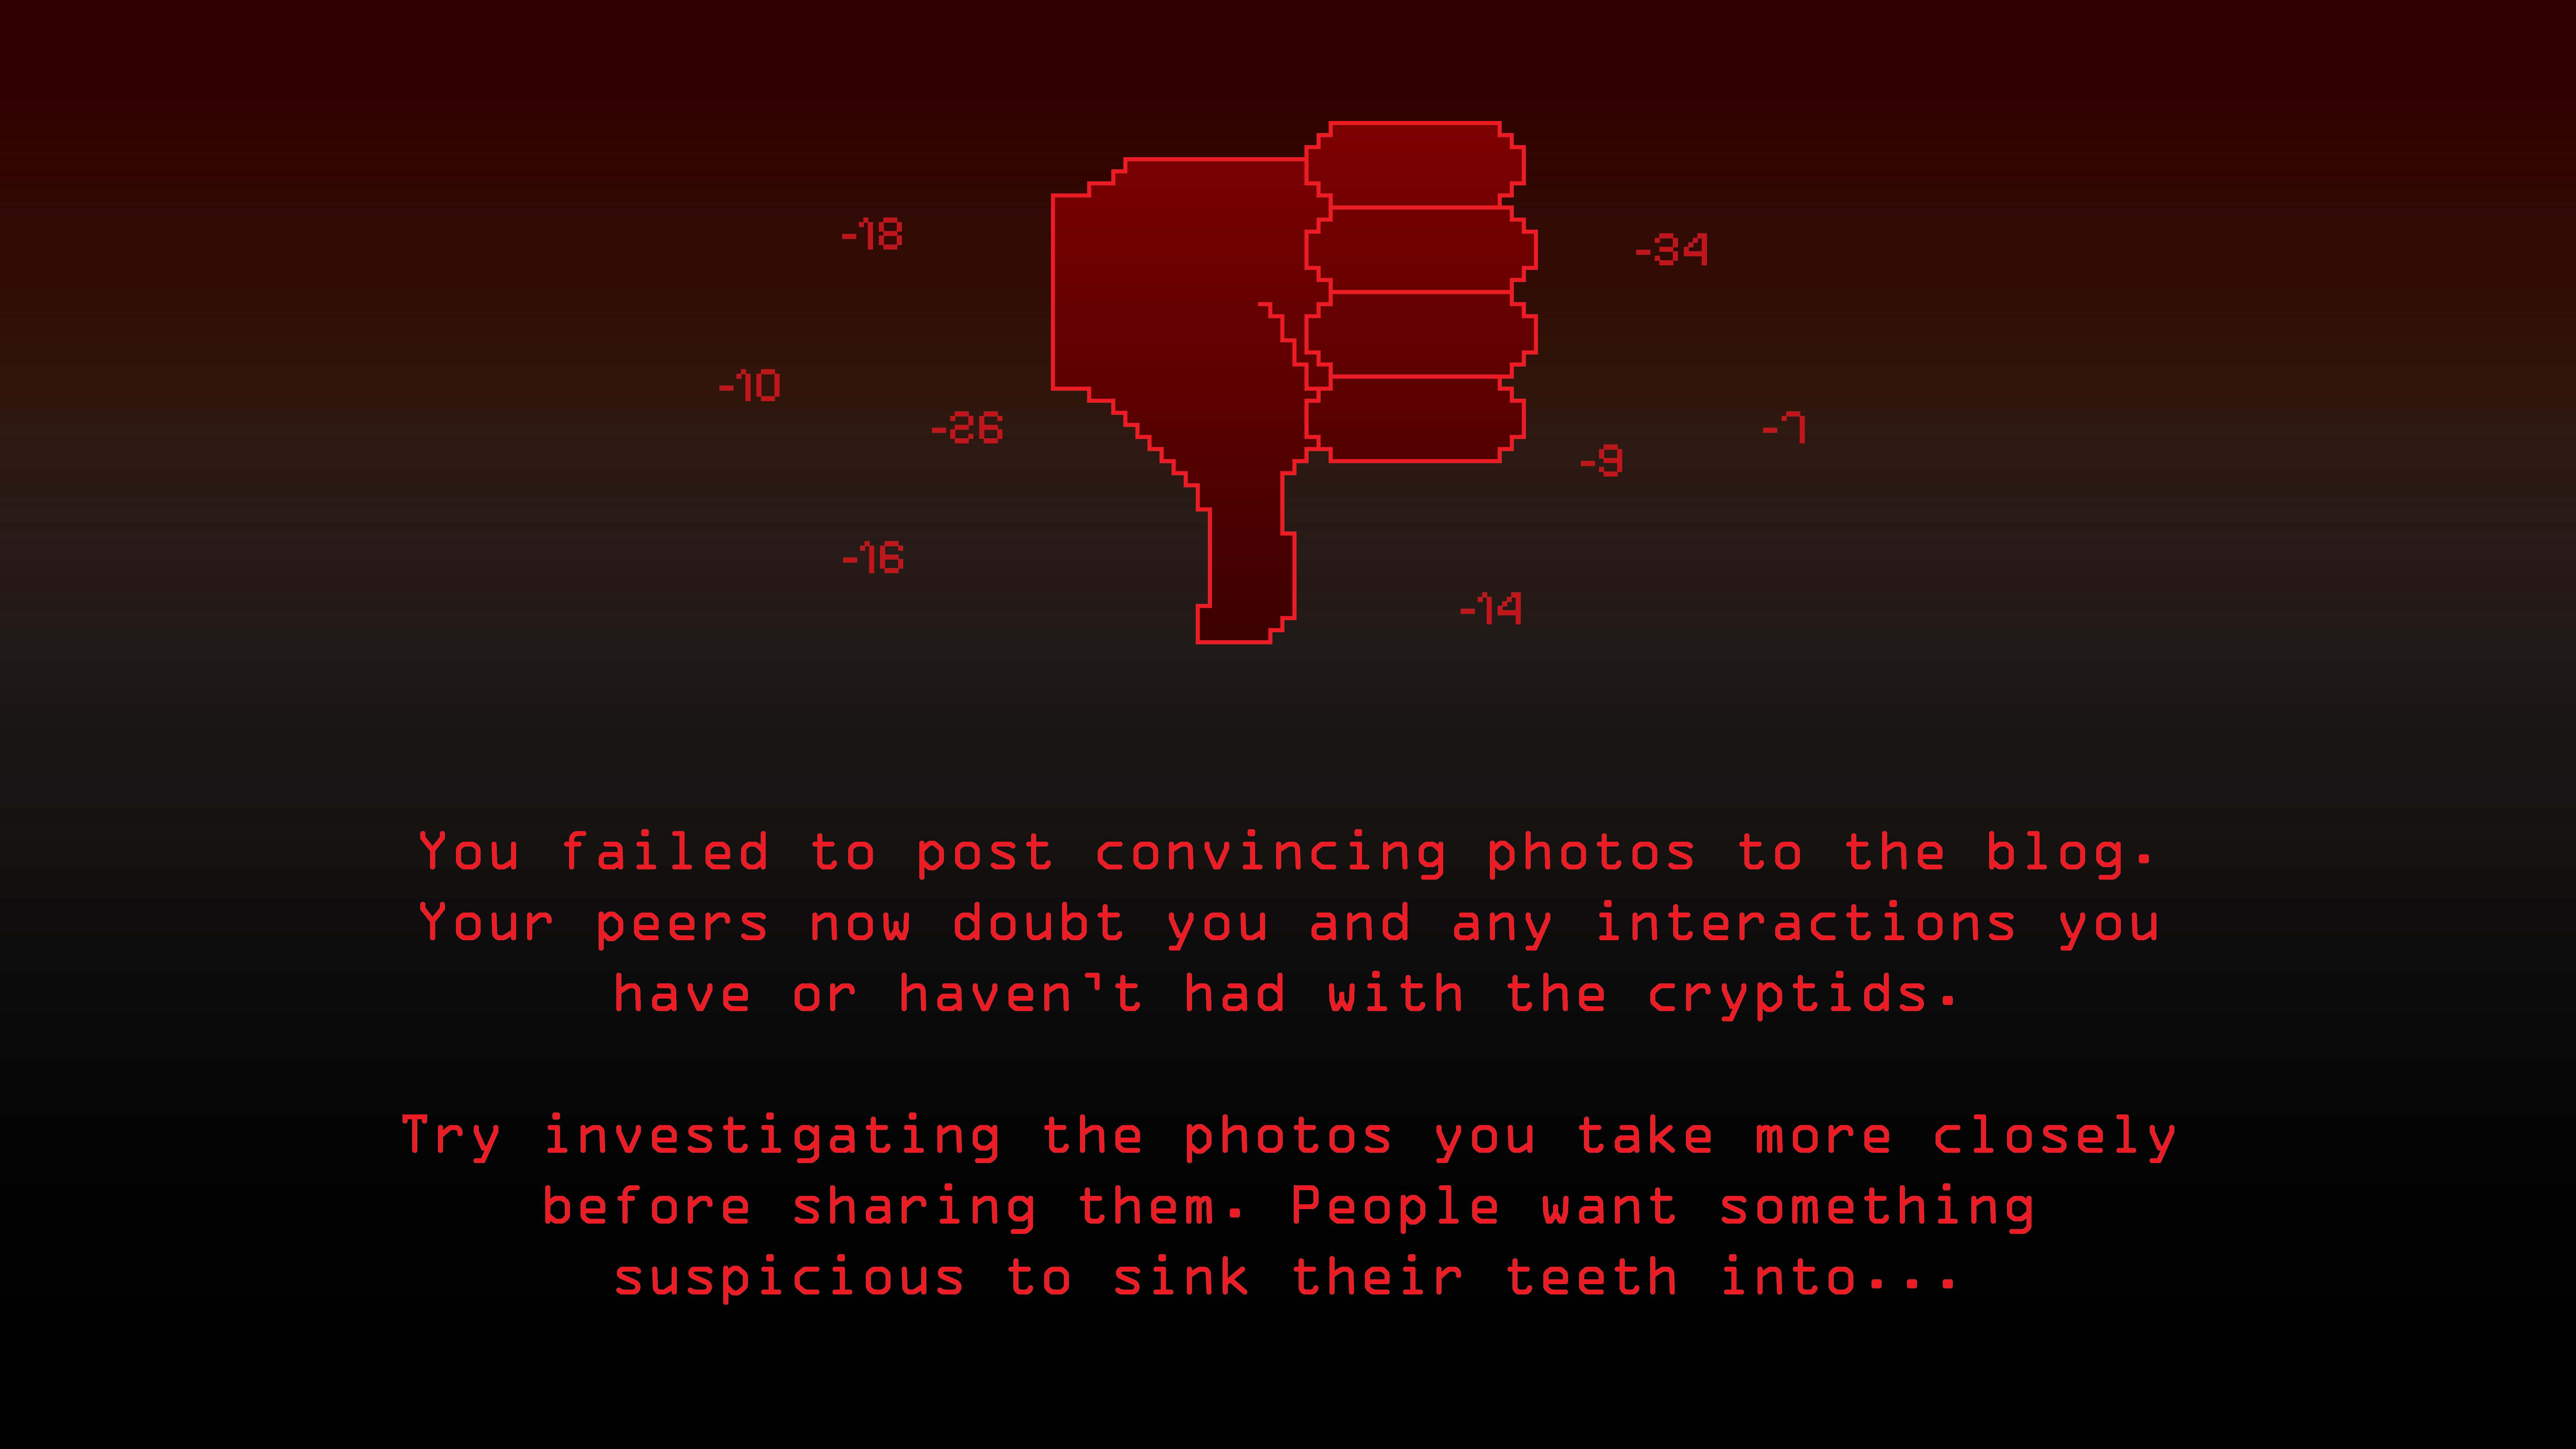 -18
-34
-10
-26
-7
-9
-16
-14
You failed to post convincing photos to the blog.
Your peers now doubt you and any interactions you
have or haven't had with the cryptids.
Try investigating the photos you take more closely
before sharing them. People want something
suspicious to sink their teeth into...